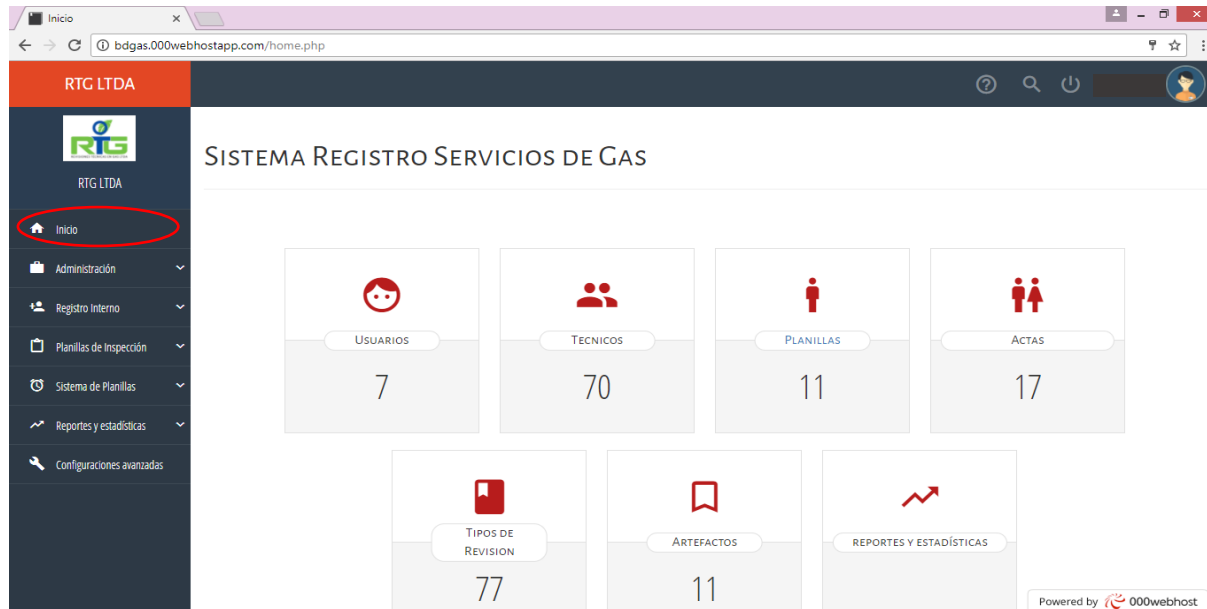 Inicio
bdgas.000webhostapp.com/home.php
RTG LTDA
RTG
RTG LTDA
Inicio
Administración
Registro Interno
Planillas de Inspección
Sistema de Planillas
Reportes y estadísticas
Configuraciones avanzadas
Sistema Registro Servicios de Gas
Usuarios
7
Tecnicos
70
Planillas
11
Actas
17
Tipos de
Revision
77
Artefactos
11
reportes y estadísticas
Powered by 000webhost